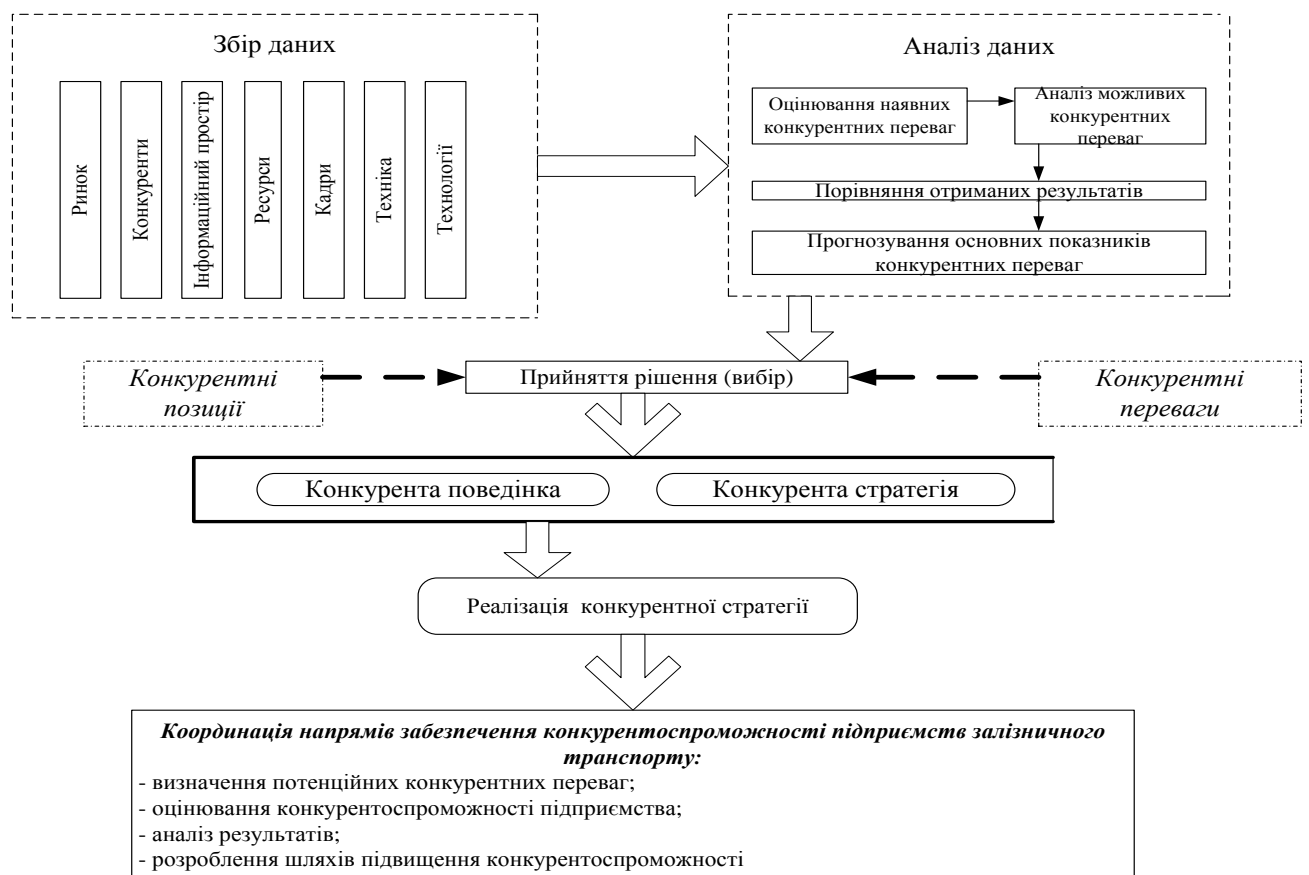 Збір даних
Ринок
Конкуренти
Інформаційний простір
Ресурси
Кадри
Техніка
Технології
Аналіз даних
Оцінювання наявних
конкурентних переваг
Аналіз можливих
конкурентних
переваг
Порівняння отриманих результатів
Прогнозування основних показників
конкурентних переваг
Конкурентні
позиції
Прийняття рішення (вибір)
Конкурентні
переваги
Конкурента поведінка
Конкурента стратегія
Реалізація конкурентної стратегії
Координація напрямів забезпечення конкурентоспроможності підприємств залізничного
транспорту:
- визначення потенційних конкурентних переваг;
- оцінювання конкурентоспроможності підприємства;
- аналіз результатів;
- розроблення шляхів підвищення конкурентоспроможності